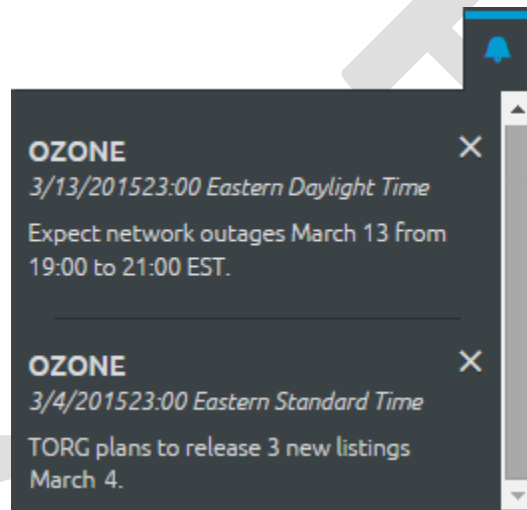 OZONE
3/13/201523:00 Eastern Daylight Time
Expect network outages March 13 from
19:00 to 21:00 EST.
OZONE
3/4/201523:00 Eastern Standard Time
TORG plans to release 3 new listings
March 4.